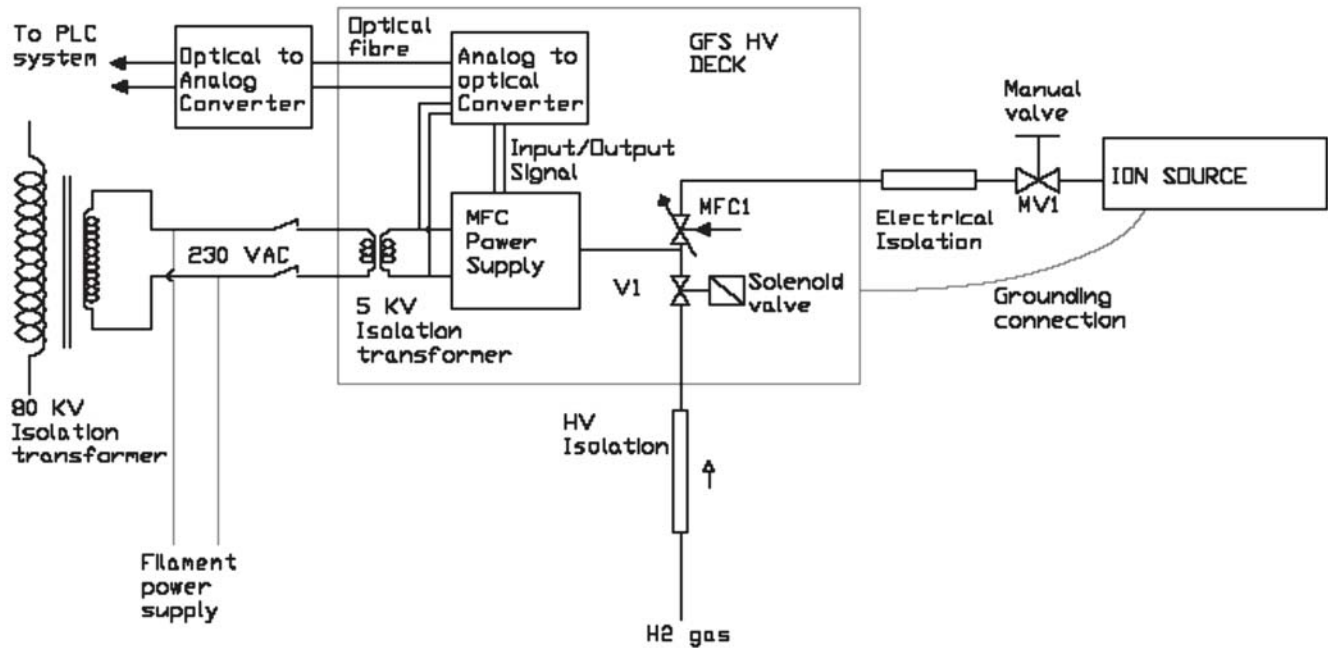 To PLC
system
Optical to
Analog
Converter
Optical
fibre
Analog to
optical
Converter
GFS HV
DECK
Input/Output
Signal
Manual
valve
MV1
ION SOURCE
Electrical
Isolation
MFC1
MFC
Power
Supply
230 VAC
V1
Solenoid
valve
Grounding
connection
5 KV
Isolation
transformer
80 KV
Isolation
transformer
HV
Isolation
Filament
power
supply
H2 gas